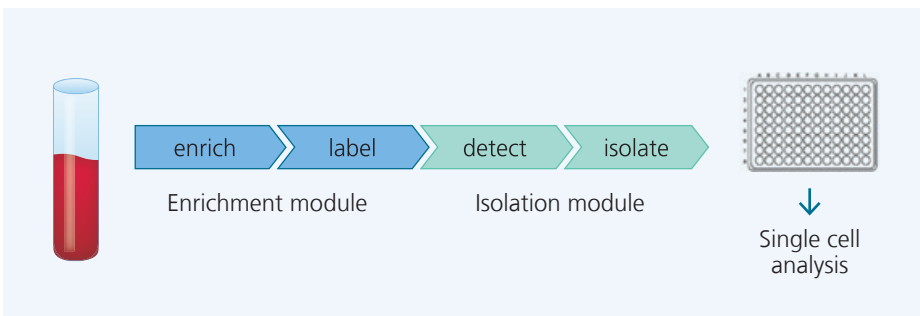 enrich label detect isolate
Enrichment module Isolation module
Single cell
analysis